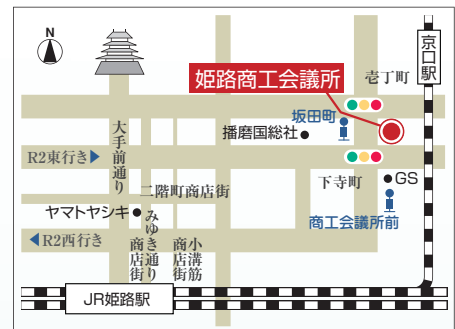 N
京口駅
姫路商工会議所
壱丁町
坂田町
播磨国総社
大手前通り
R2東行き
下寺町
GS
二階町商店街
ヤマトヤシキ
みゆき通り
商店街
小溝筋
商店街
商工会議所前
R2西行き
JR姫路駅